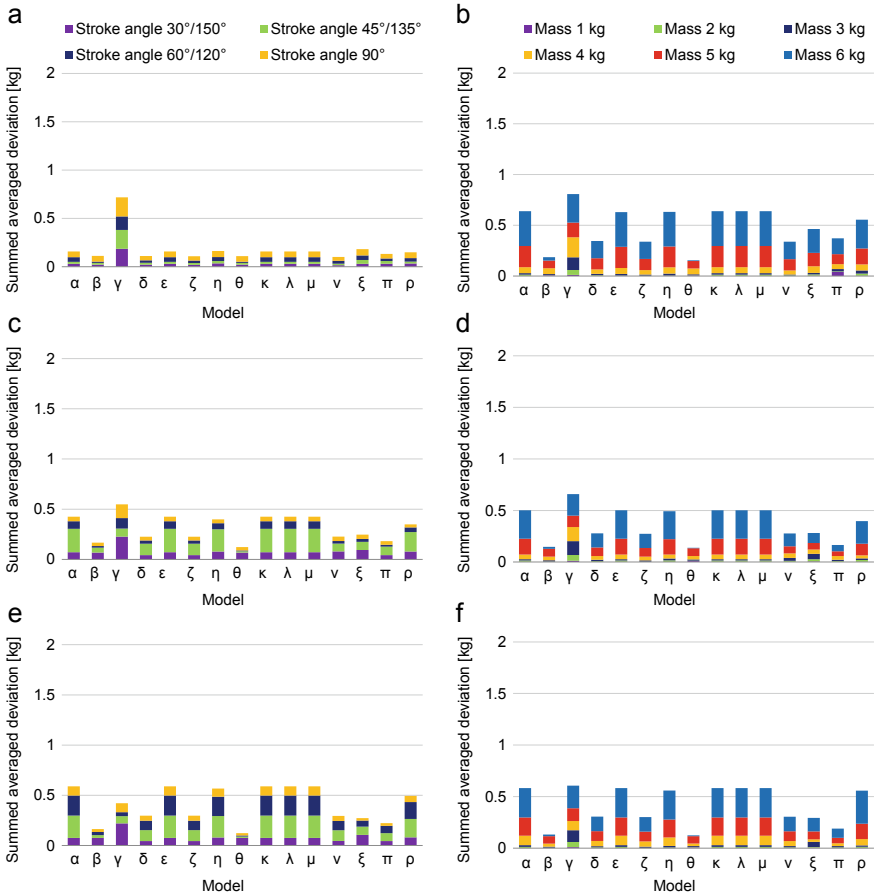 a
Stroke angle 30°/150° Stroke angle 45°/135°
Stroke angle 60°/120° Stroke angle 90°
Summed averaged deviation [kg]
2
1.5
1
0.5
0
α β γ δ ε ζ η θ κ λ μ ν ξ π ρ
Model
b
Mass 1 kg Mass 2 kg Mass 3 kg
Mass 4 kg Mass 5 kg Mass 6 kg
Summed averaged deviation [kg]
2
1.5
1
0.5
0
α β γ δ ε ζ η θ κ λ μ ν ξ π ρ
Model
c
Summed averaged deviation [kg]
2
1.5
1
0.5
0
α β γ δ ε ζ η θ κ λ μ ν ξ π ρ
Model
d
Summed averaged deviation [kg]
2
1.5
1
0.5
0
α β γ δ ε ζ η θ κ λ μ ν ξ π ρ
Model
e
Summed averaged deviation [kg]
2
1.5
1
0.5
0
α β γ δ ε ζ η θ κ λ μ ν ξ π ρ
Model
f
Summed averaged deviation [kg]
2
1.5
1
0.5
0
α β γ δ ε ζ η θ κ λ μ ν ξ π ρ
Model